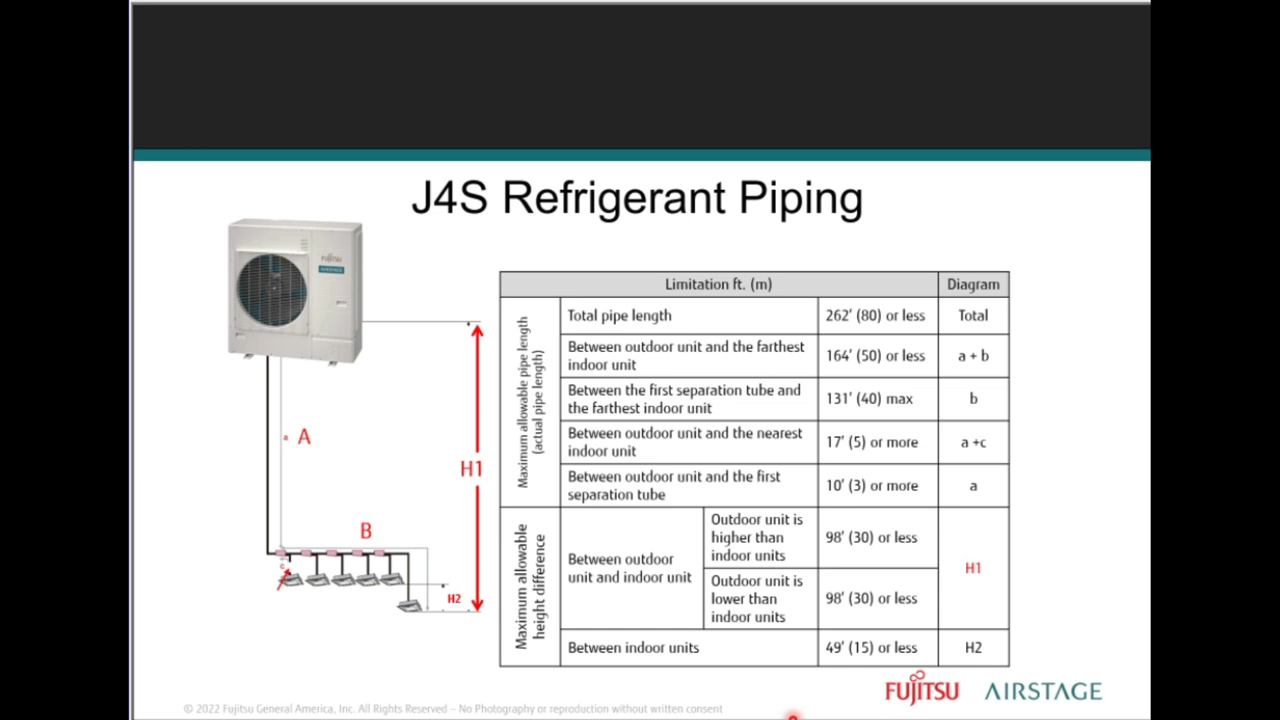 J4S Refrigerant Piping
FUJITSU
AIRSTAGE
a A
H1
B
c
H2
Limitation ft. (m)
Diagram
Maximum allowable pipe length
(actual pipe length)
Total pipe length
262' (80) or less
Total
Between outdoor unit and the farthest
indoor unit
164' (50) or less
a + b
Between the first separation tube and
the farthest indoor unit
131' (40) max
b
Between outdoor unit and the nearest
indoor unit
17' (5) or more
a +c
Between outdoor unit and the first
separation tube
10' (3) or more
a
Maximum allowable
height difference
Between outdoor
unit and indoor unit
Outdoor unit is
higher than
indoor units
98' (30) or less
H1
Outdoor unit is
lower than
indoor units
98' (30) or less
Between indoor units
49' (15) or less
H2
FUJITSU AIRSTAGE
© 2022 Fujitsu General America, Inc. All Rights Reserved – No Photography or reproduction without written consent